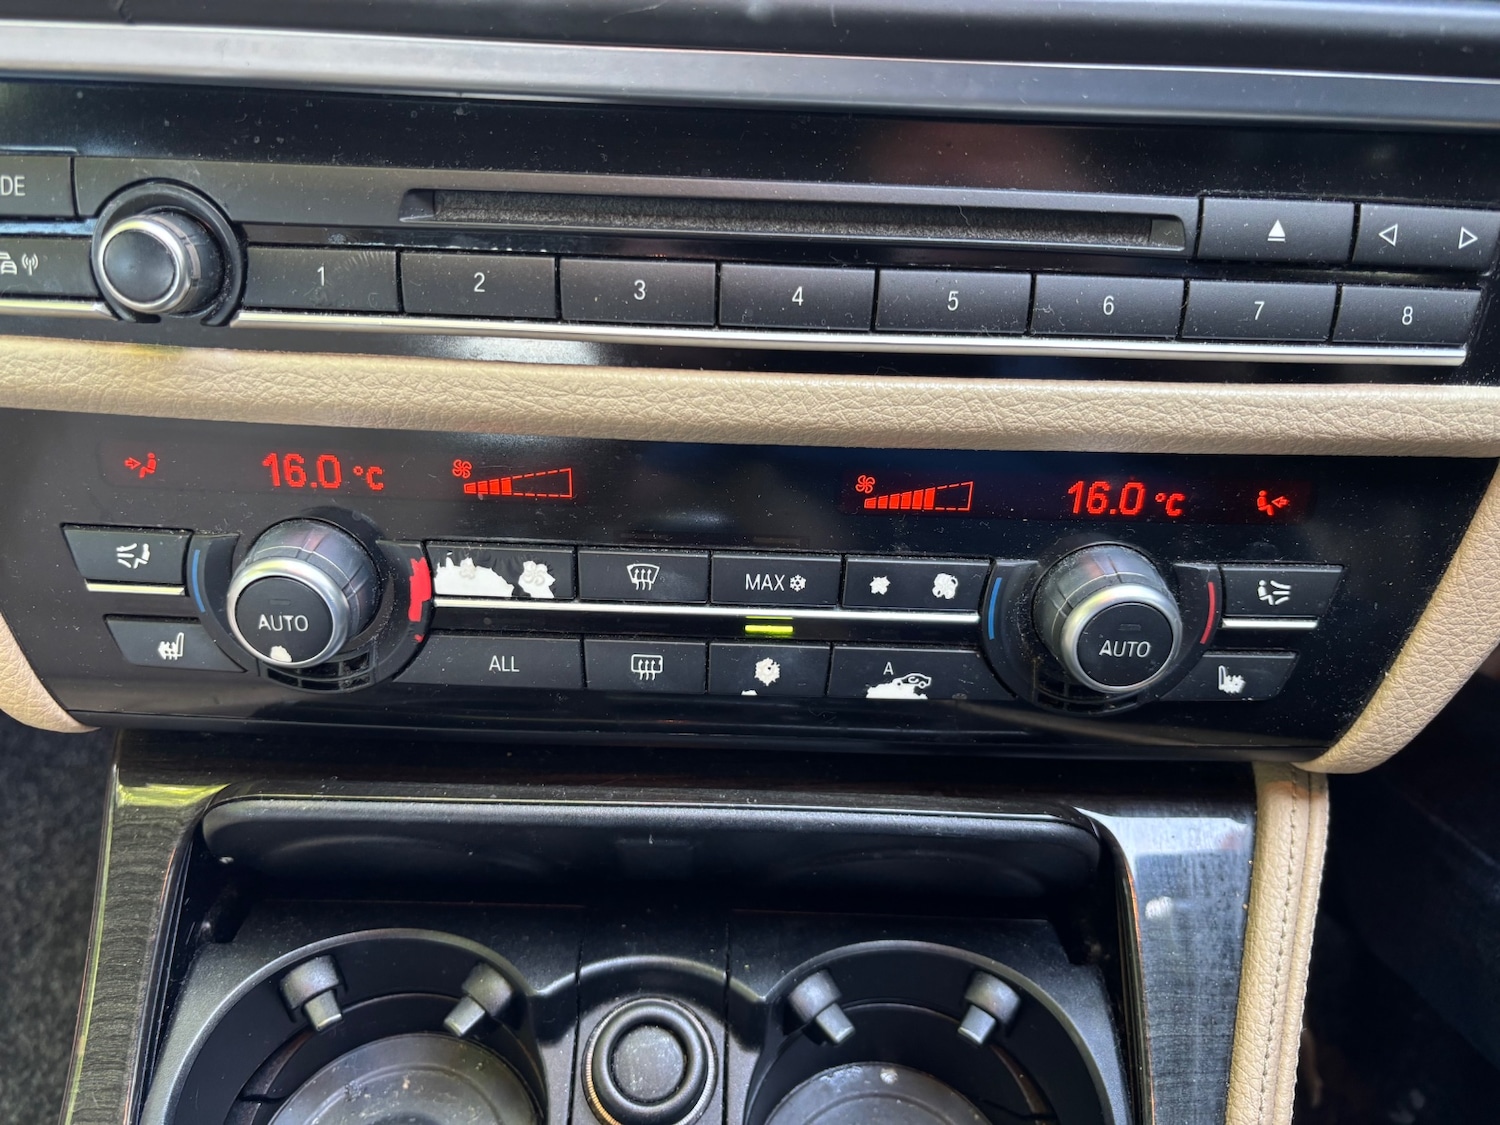 DE
1 2 3 4 5 6 7 8
16.0 °C
16.0 °C
MAX
AUTO
AUTO
ALL
A